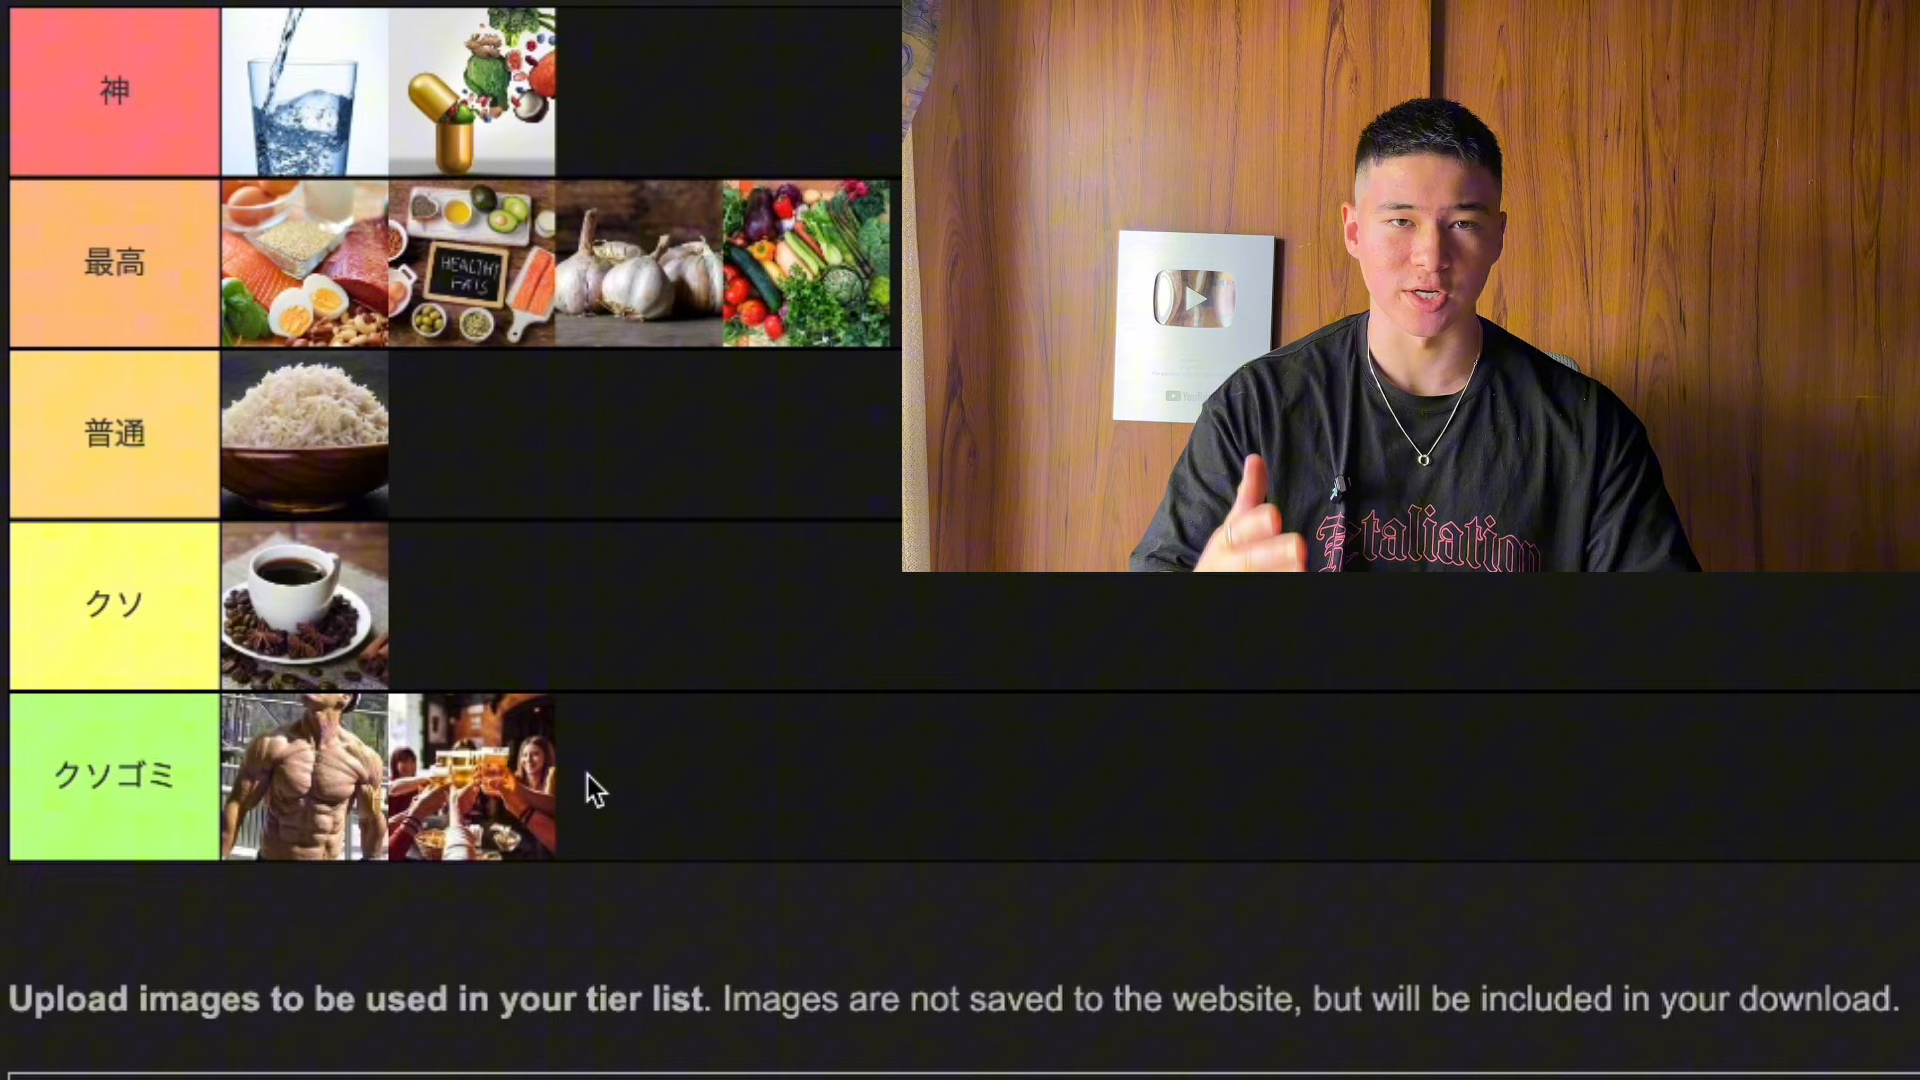 神
最高
HEALTHY
FATS
普通
クソ
クソゴミ
YouTube
Retaliation
Upload images to be used in your tier list. Images are not saved to the website, but will be included in your download.